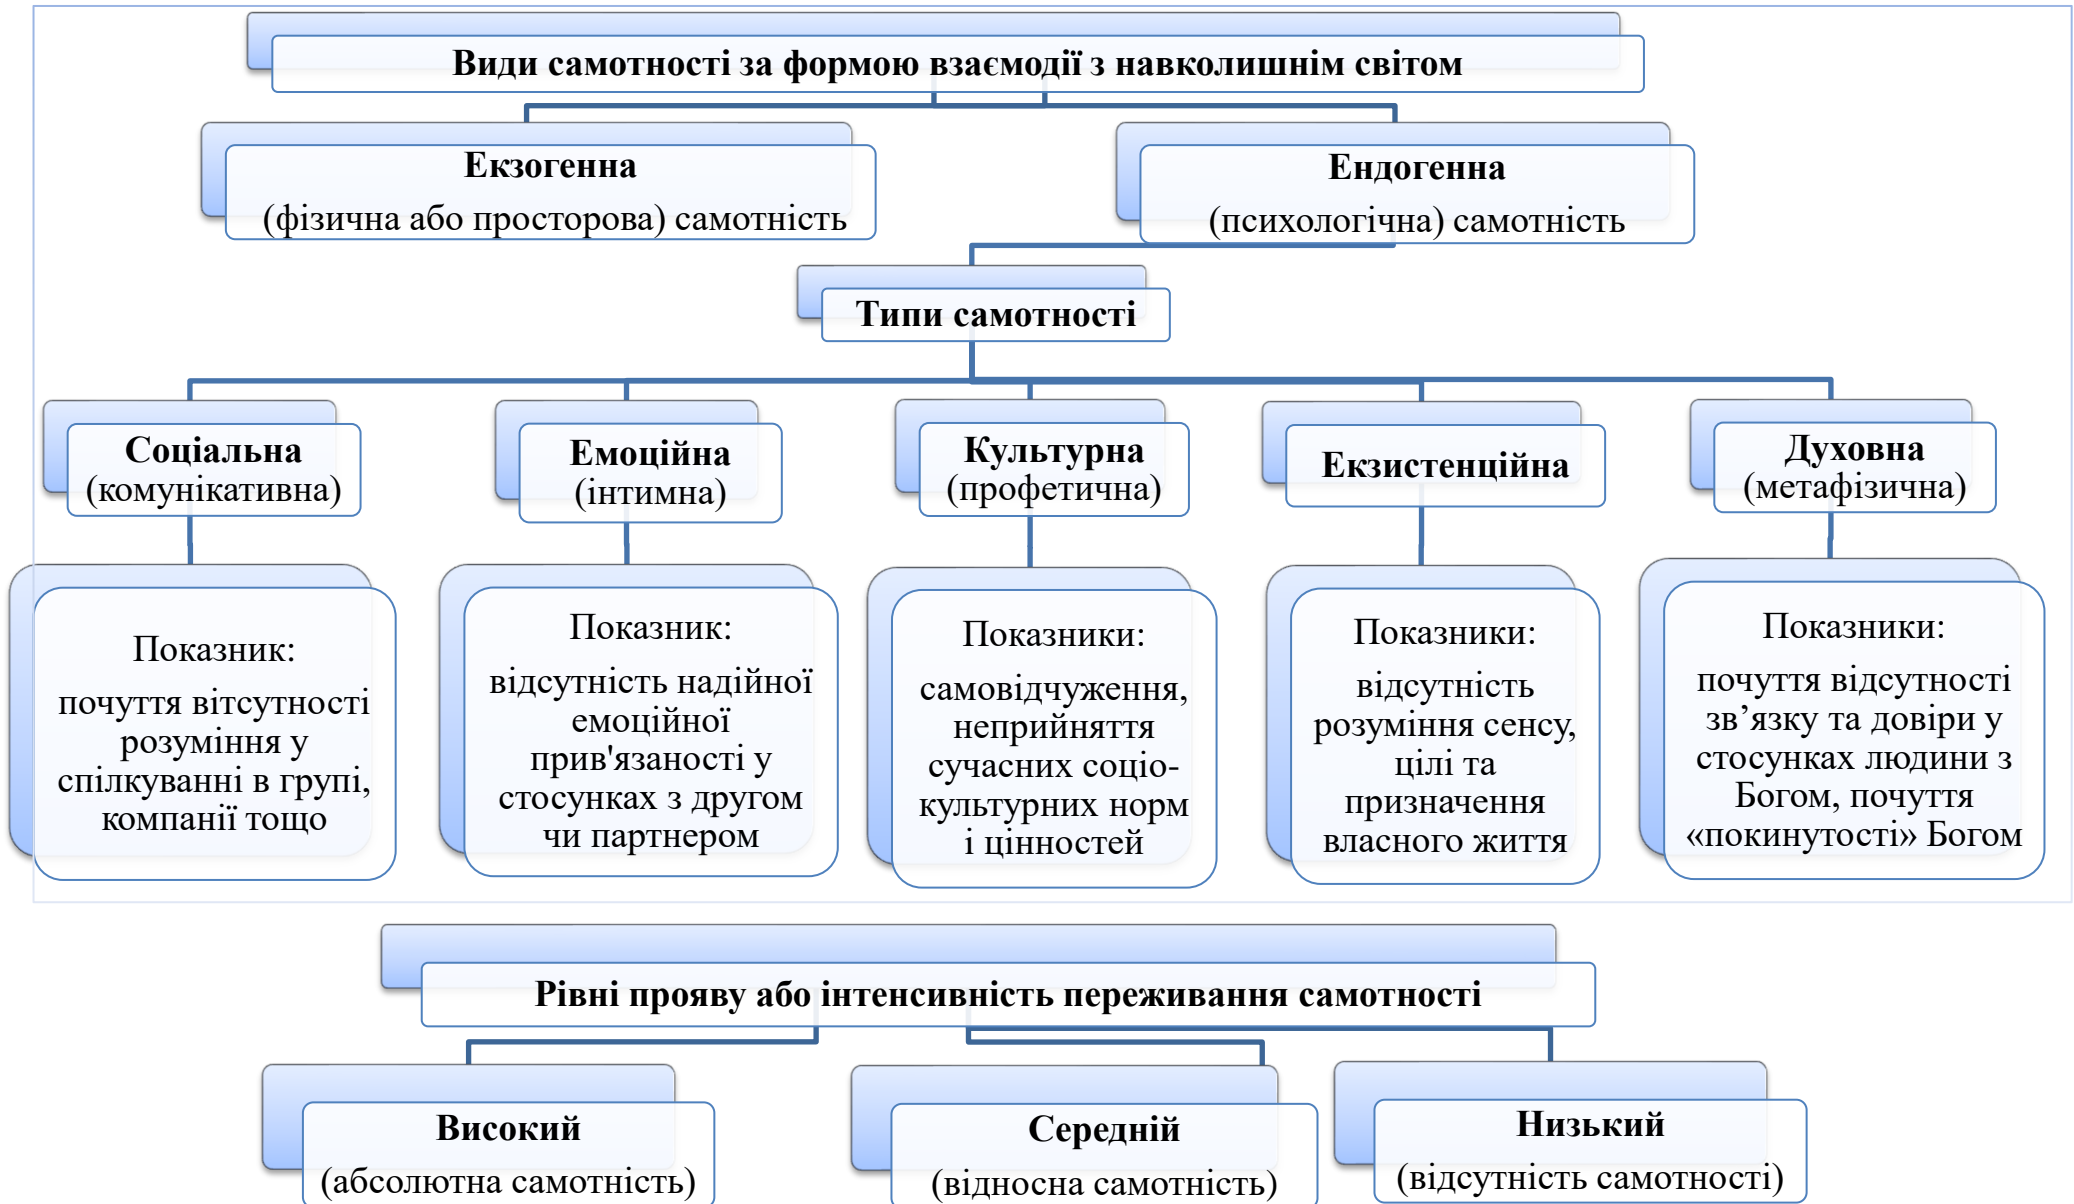 Види самотності за формою взаємодії з навколишнім світом
Екзогенна
(фізична або просторова) самотність
Ендогенна
(психологічна) самотність
Типи самотності
Соціальна
(комунікативна)
Емоційна
(інтимна)
Культурна
(профетична)
Екзистенційна
Духовна
(метафізична)
Показник:
почуття вітсутності
розуміння у
спілкуванні в групі,
компанії тощо
Показник:
відсутність надійної
емоційної
прив'язаності у
стосунках з другом
чи партнером
Показники:
самовідчуження,
неприйняття
сучасних соціо-
культурних норм
і цінностей
Показники:
відсутність
розуміння сенсу,
цілі та
призначення
власного життя
Показники:
почуття відсутності
зв’язку та довіри у
стосунках людини з
Богом, почуття
«покинутості» Богом
Рівні прояву або інтенсивність переживання самотності
Високий
(абсолютна самотність)
Середній
(відносна самотність)
Низький
(відсутність самотності)